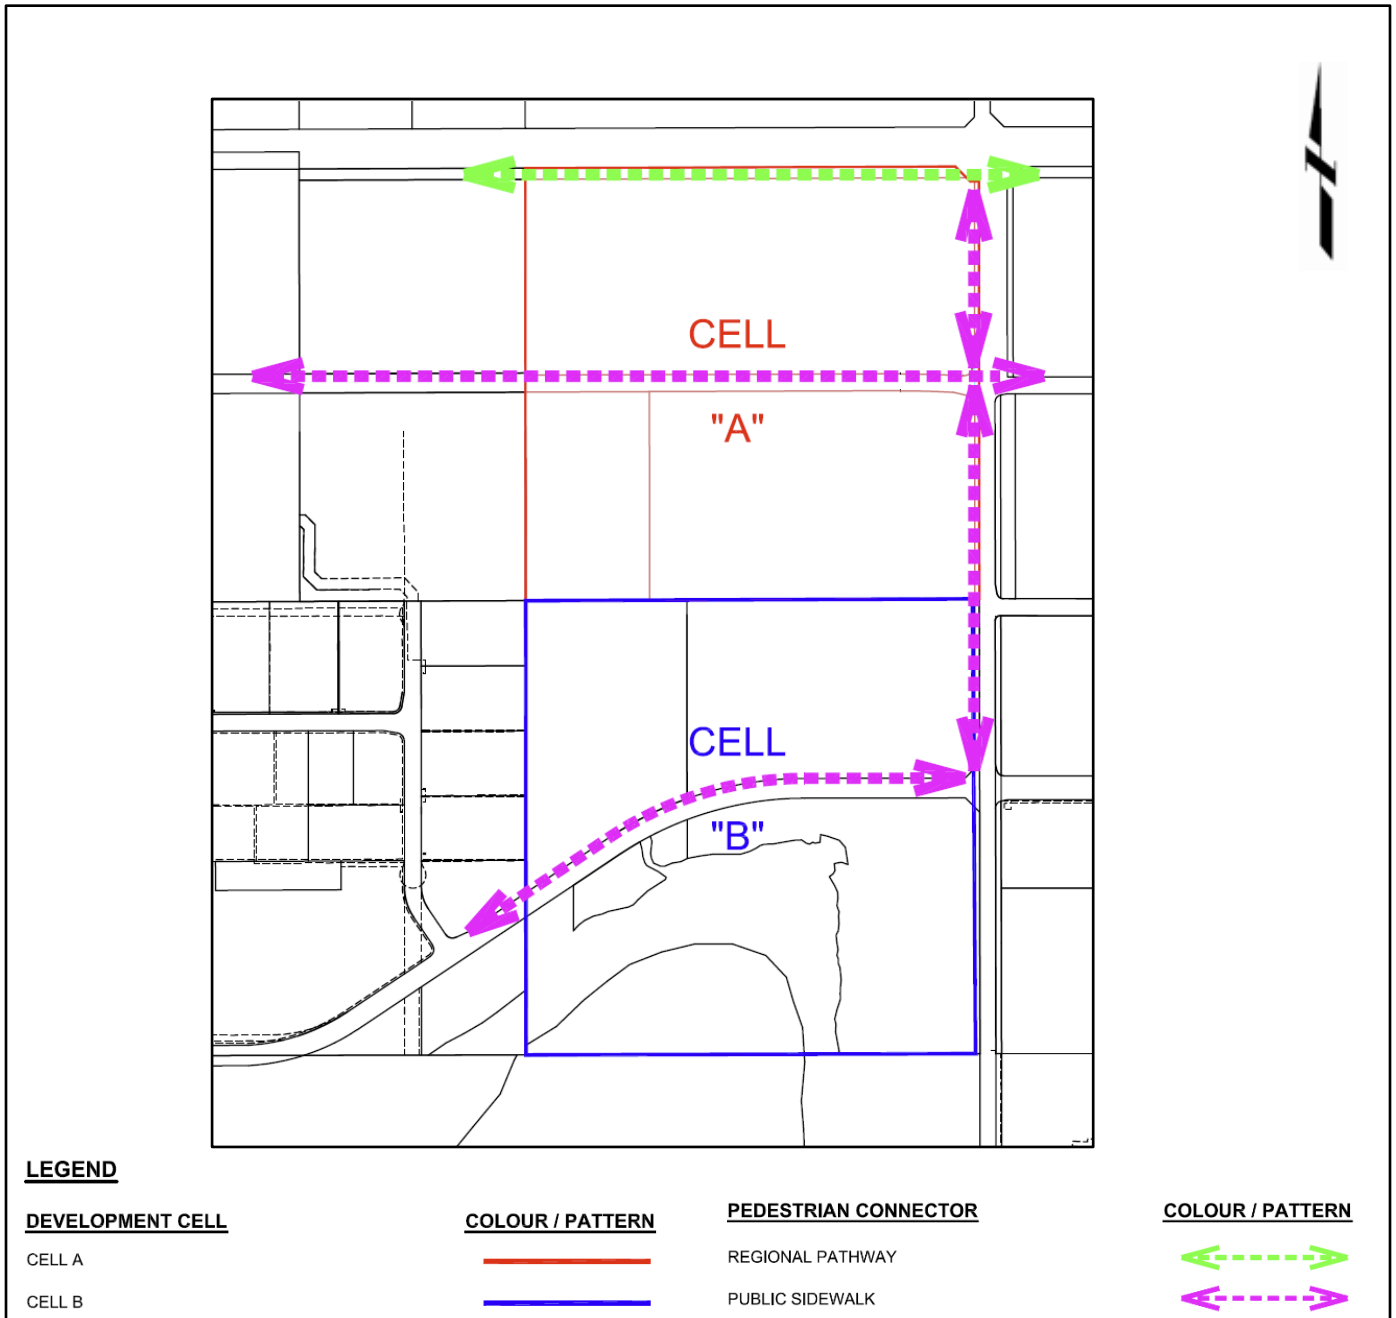 CELL
"A"
CELL
"B"
LEGEND
DEVELOPMENT CELL
COLOUR / PATTERN
CELL A
CELL B
PEDESTRIAN CONNECTOR
COLOUR / PATTERN
REGIONAL PATHWAY
PUBLIC SIDEWALK